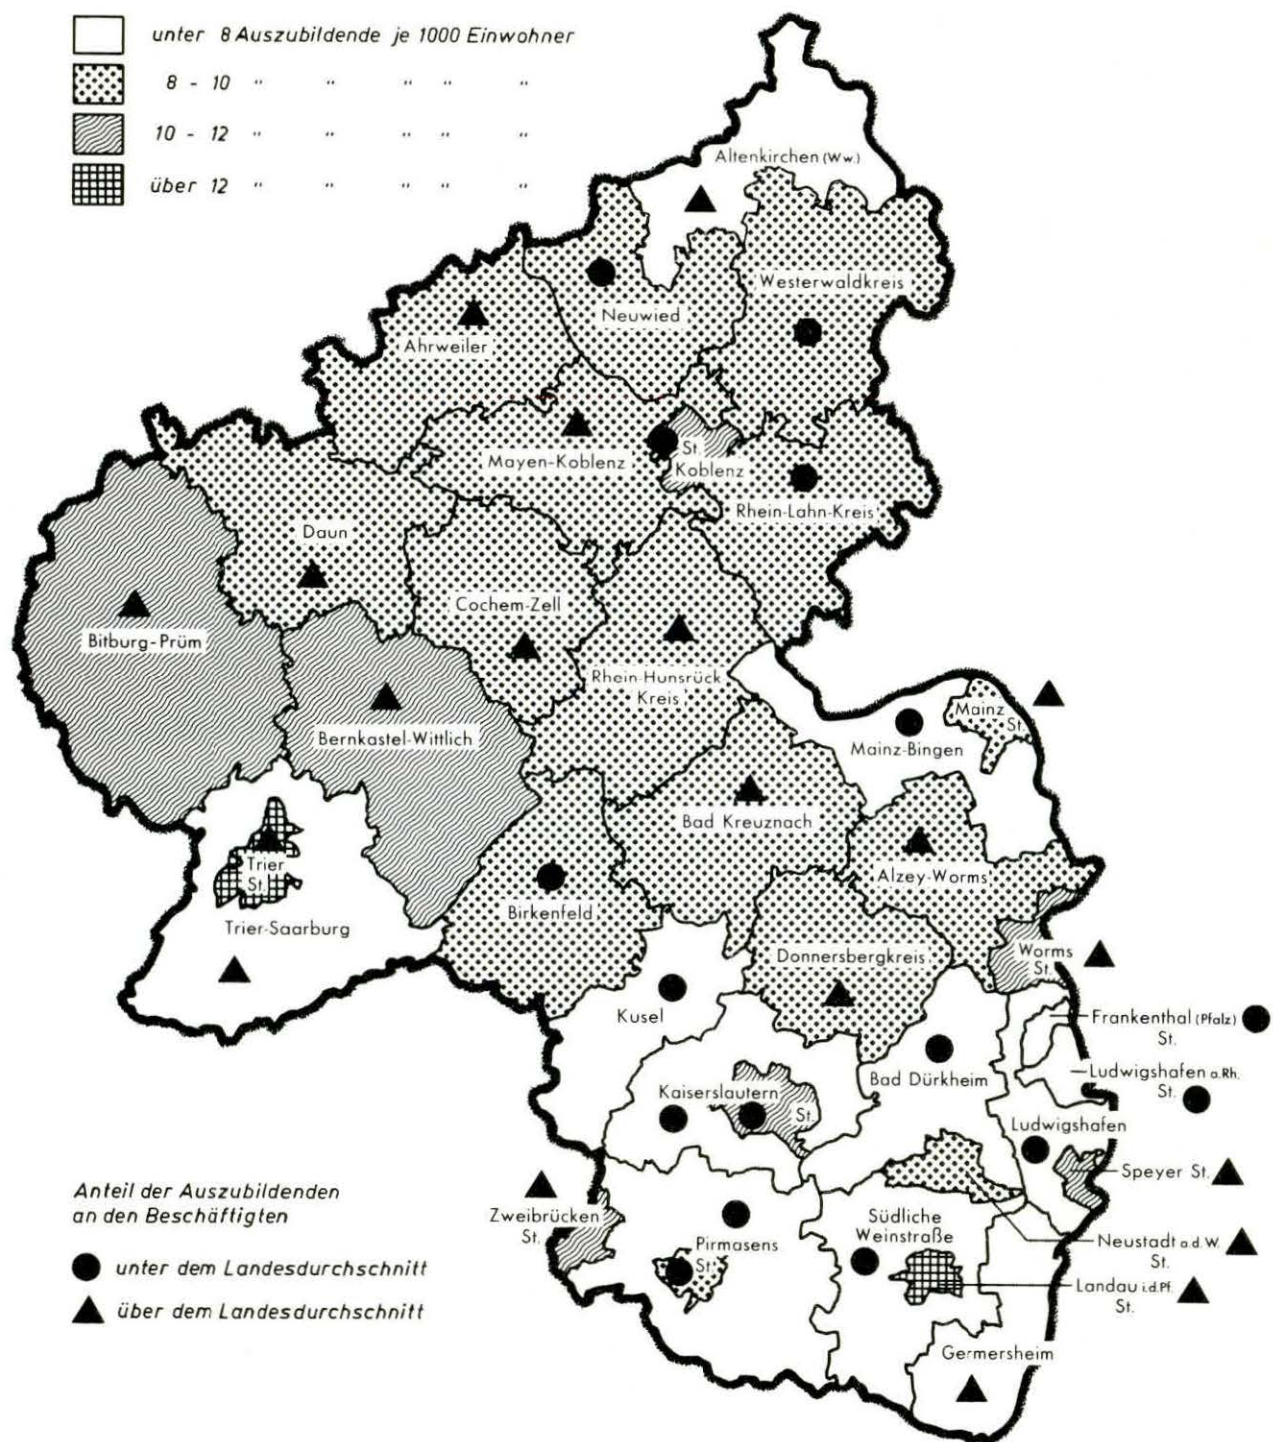 unter 8 Auszubildende je 1000 Einwohner
8 - 10 " " " " "
10 - 12 " " " " "
über 12 " " " " "
Altenkirchen (Ww.)
Westerwaldkreis
Neuwied
Ahrweiler
Mayen-Koblenz
St.
Koblenz
Rhein-Lahn-Kreis
Daun
Cochem-Zell
Bitburg-Prüm
Rhein-Hunsrück
Kreis
Bernkastel-Wittlich
Mainz
St.
Mainz-Bingen
Bad Kreuznach
Trier
St.
Alzey-Worms
Birkenfeld
Trier-Saarburg
Donnersbergkreis
Worms
St.
Kusel
Frankenthal (Pfalz)
St.
Bad Dürkheim
Ludwigshafen a.Rh.
St.
Kaiserslautern
St.
Ludwigshafen
Speyer St.
Zweibrücken
St.
Pirmasens
St.
Südliche
Weinstraße
Neustadt a.d.W.
St.
Landau i.d.Pf.
St.
Germersheim
Anteil der Auszubildenden
an den Beschäftigten
unter dem Landesdurchschnitt
über dem Landesdurchschnitt